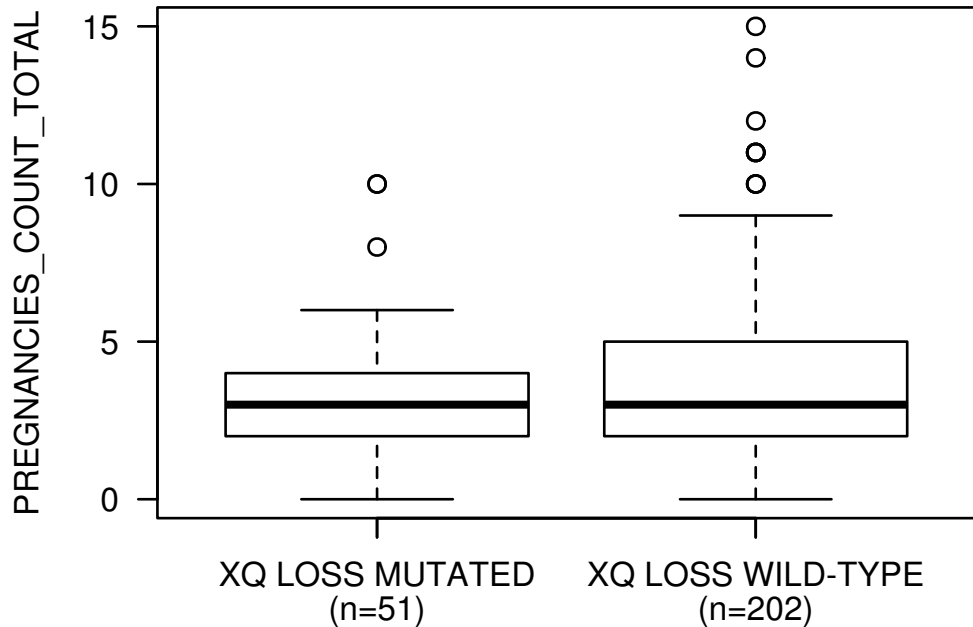 PREGNANCIES_COUNT_TOTAL
15
10
5
0
XQ LOSS MUTATED
(n=51)
XQ LOSS WILD-TYPE
(n=202)